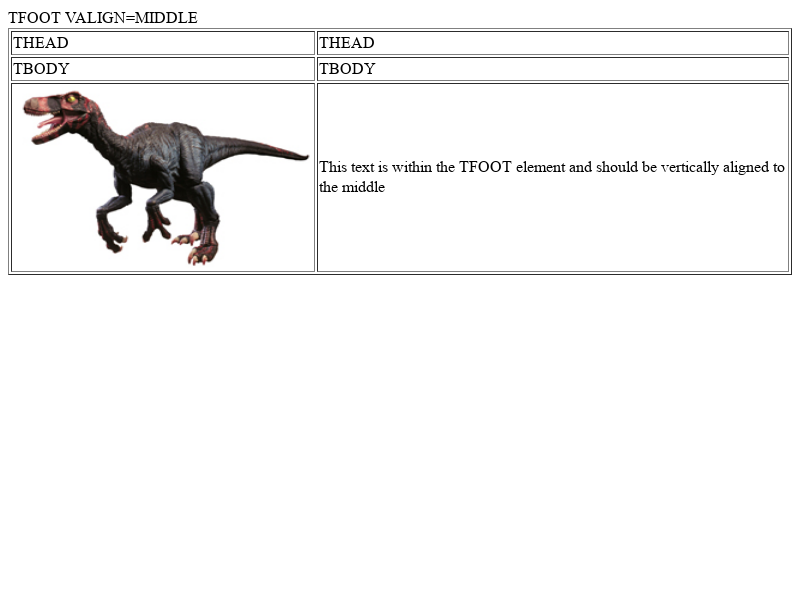 TFOOT VALIGN=MIDDLE
THEAD THEAD
TBODY TBODY
This text is within the TFOOT element and should be vertically aligned to
the middle